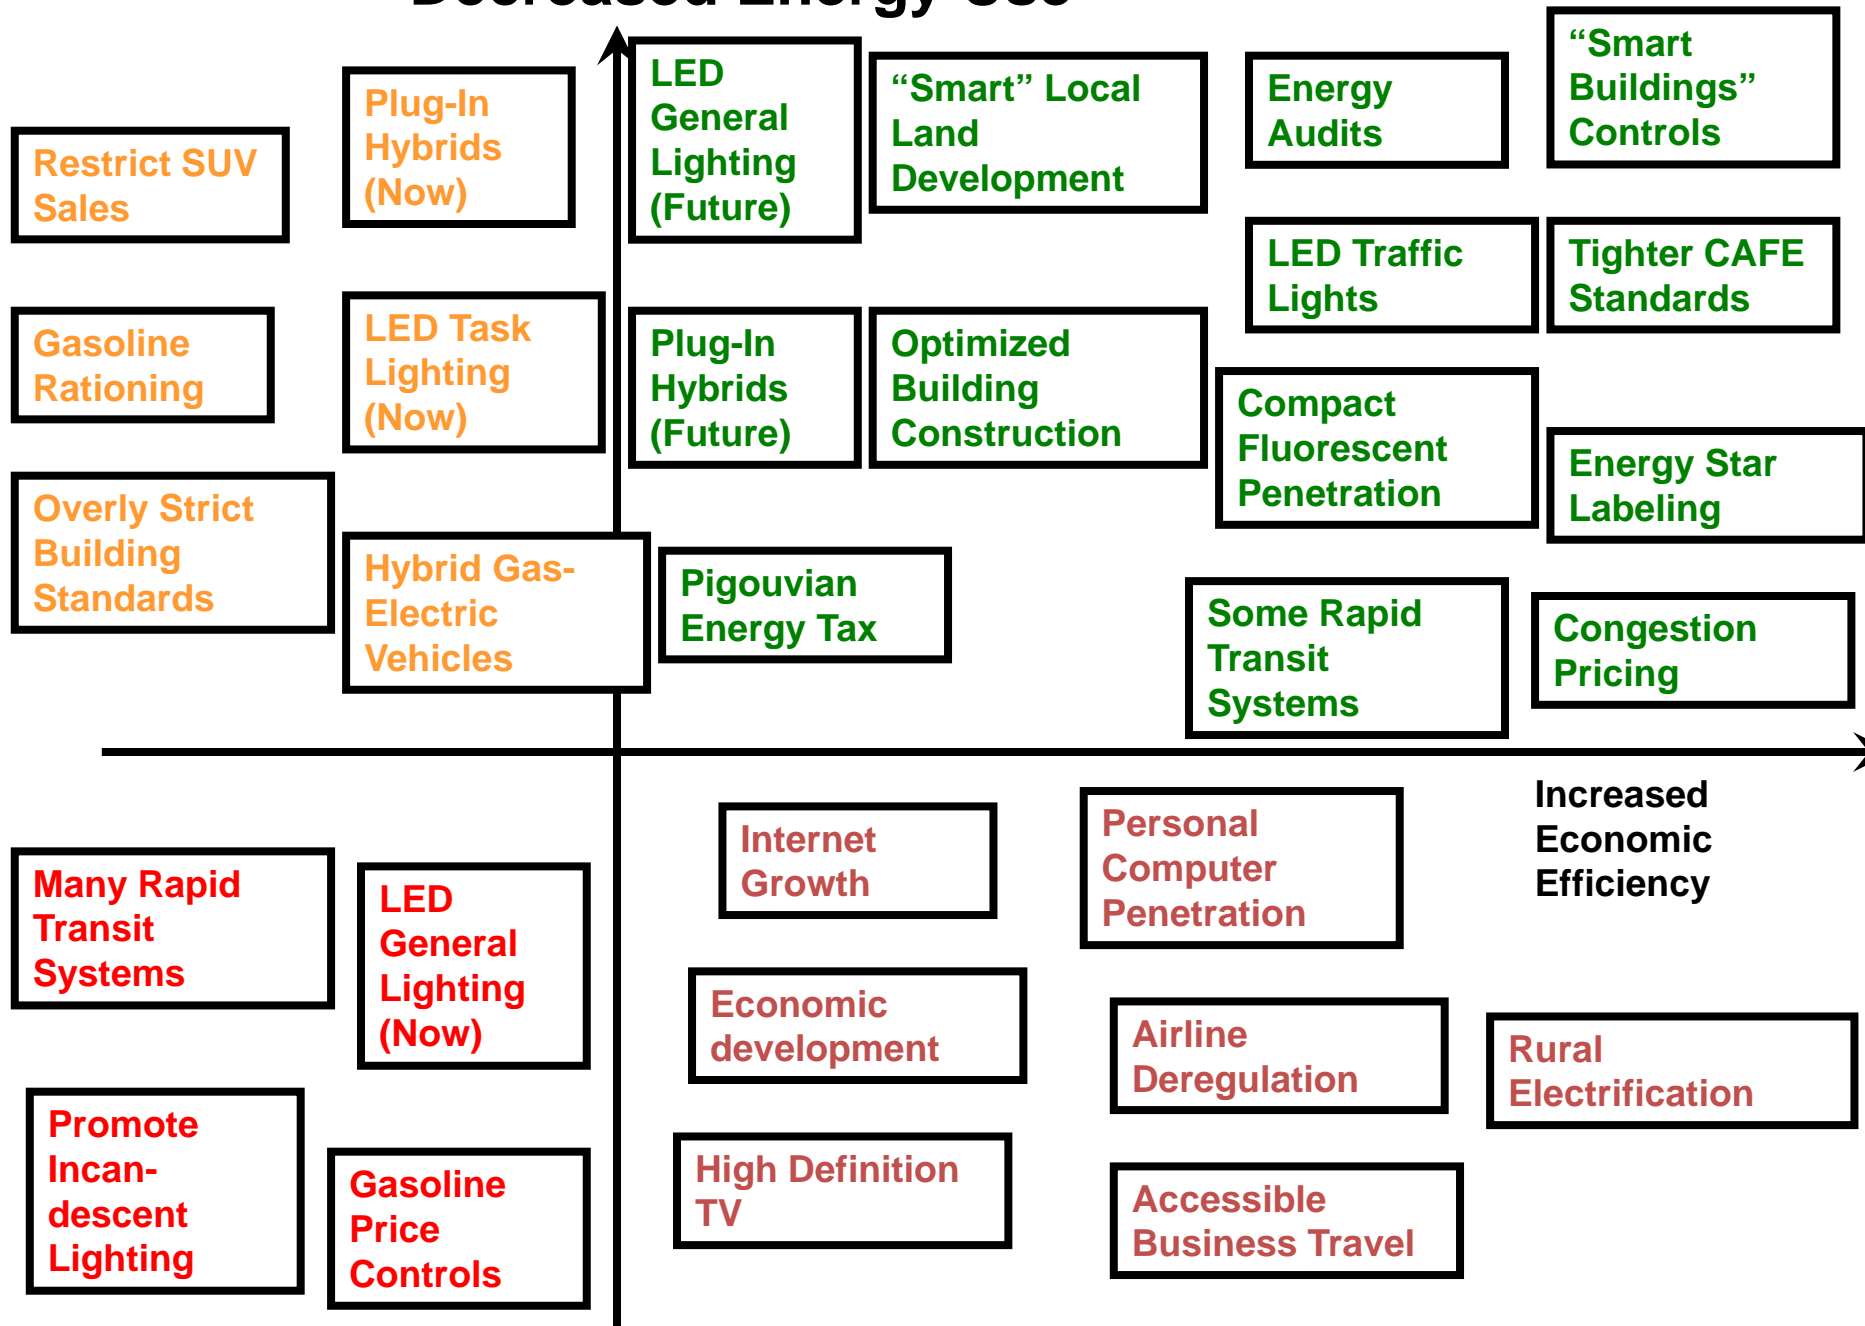 Decreased Energy Use
Restrict SUV
Sales
Plug-In
Hybrids
(Now)
LED
General
Lighting
(Future)
“Smart” Local
Land
Development
Energy
Audits
“Smart
Buildings”
Controls
Gasoline
Rationing
LED Task
Lighting
(Now)
Plug-In
Hybrids
(Future)
Optimized
Building
Construction
LED Traffic
Lights
Tighter CAFE
Standards
Compact
Fluorescent
Penetration
Energy Star
Labeling
Overly Strict
Building
Standards
Hybrid Gas-
Electric
Vehicles
Pigouvian
Energy Tax
Some Rapid
Transit
Systems
Congestion
Pricing
Increased
Economic
Efficiency
Many Rapid
Transit
Systems
LED
General
Lighting
(Now)
Internet
Growth
Personal
Computer
Penetration
Economic
development
Airline
Deregulation
Rural
Electrification
Promote
Incan-
descent
Lighting
Gasoline
Price
Controls
High Definition
TV
Accessible
Business Travel